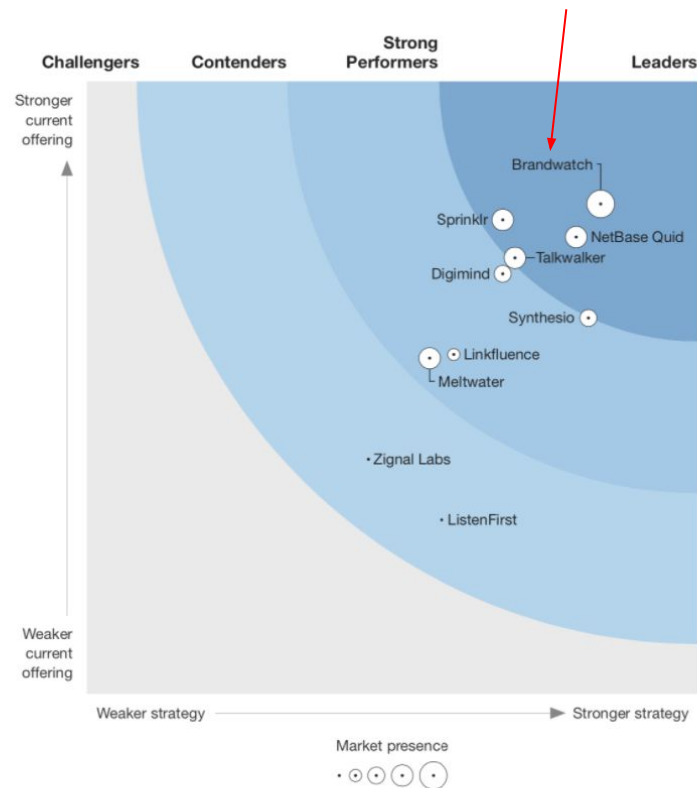 Challengers
Contenders
Strong
Performers
Leaders
Stronger
current
offering
Brandwatch
Sprinklr
NetBase Quid
Talkwalker
Digimind
Synthesio
Linkfluence
Meltwater
Zignal Labs
ListenFirst
Weaker
current
offering
Weaker strategy
Stronger strategy
Market presence